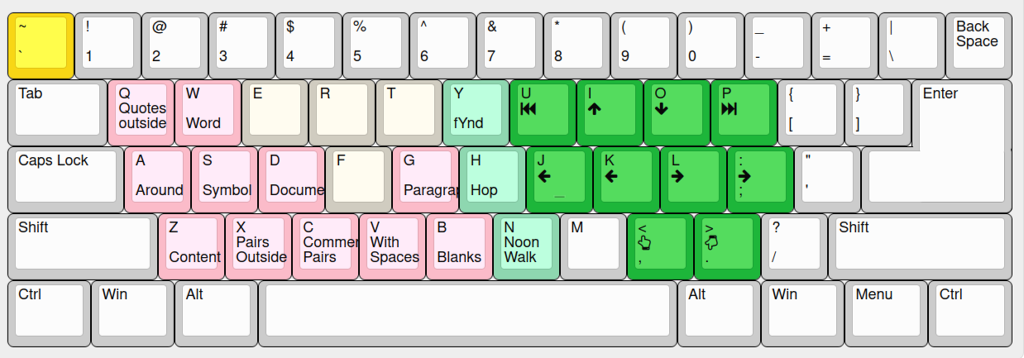 ~ ! @ # $ % ^ & * ( ) _ + | Back
Space
` 1 2 3 4 5 6 7 8 9 0 - = \
Tab Q W E R T Y U I O P { } Enter
Quotes
outside Word fYnd [ ]
Caps Lock A S D F G H J K L : "
Around Symbol Docume Paragrap Hop _ ; '
Shift Z X C V B N M < > ? Shift
Pairs Commen With Noon
Content Outside Pairs Spaces Blanks Walk , . /
Ctrl Win Alt Alt Win Menu Ctrl